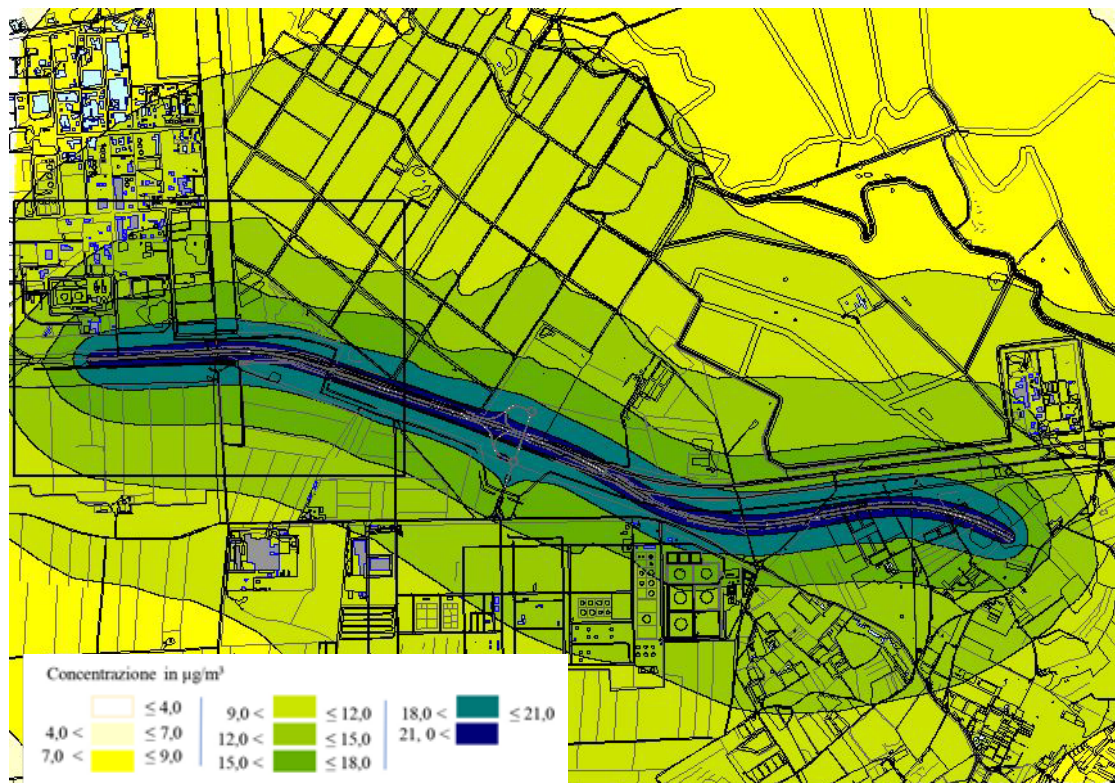 Concentrazione in µg/m³
≤ 4,0
4,0 < ≤ 7,0
7,0 < ≤ 9,0
9,0 < ≤ 12,0
12,0 < ≤ 15,0
15,0 < ≤ 18,0
18,0 < ≤ 21,0
21, 0 <